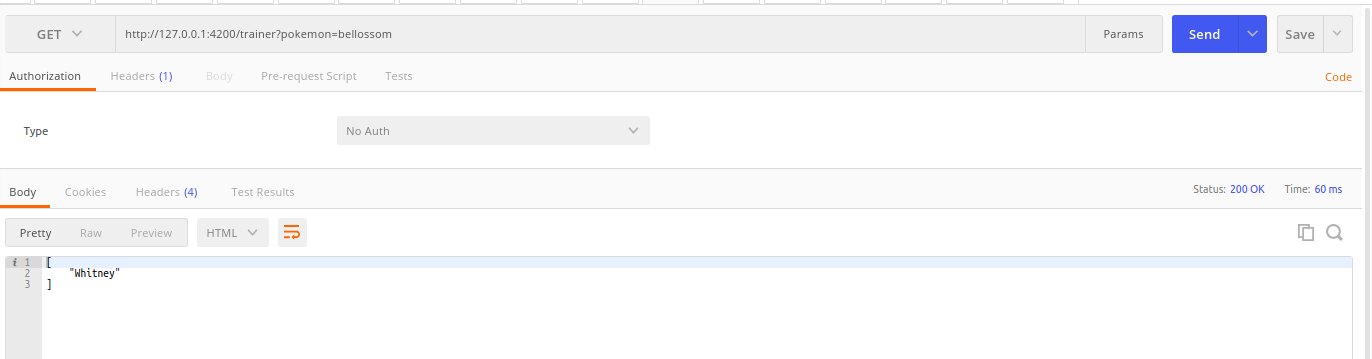 GET http://127.0.0.1:4200/trainer?pokemon=bellossom Params Send Save
Authorization Headers (1) Body Pre-request Script Tests Code
Type No Auth
Body Cookies Headers (4) Test Results Status: 200 OK Time: 60 ms
Pretty Raw Preview HTML
i 1 [
2 "Whitney"
3 ]